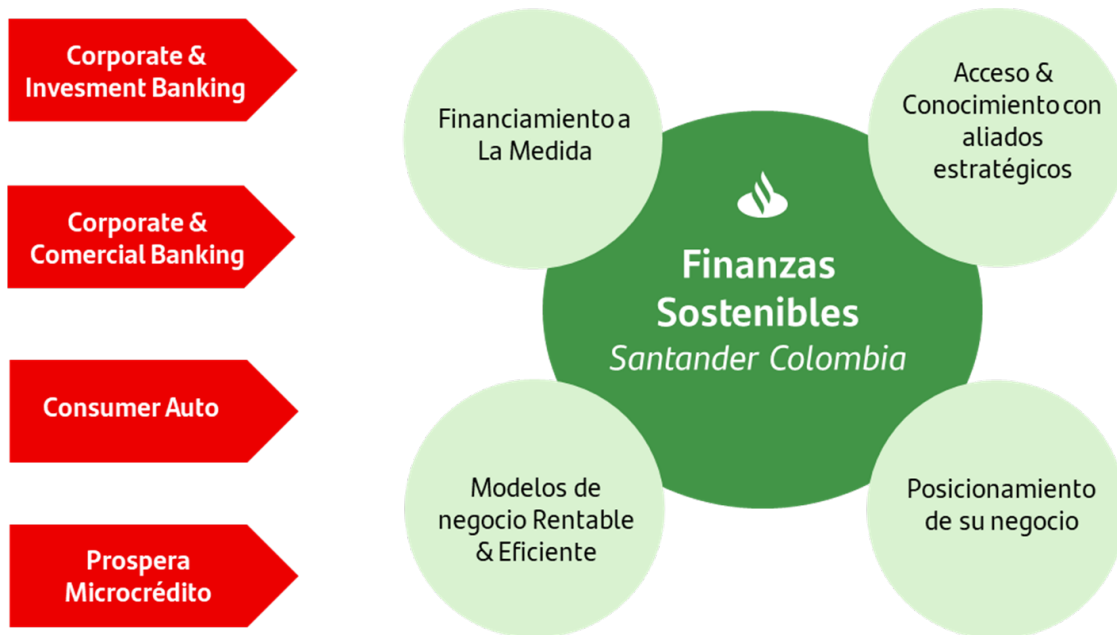 Corporate &
Invesment Banking
Corporate &
Comercial Banking
Consumer Auto
Prospera
Microcrédito
Financiamiento a
La Medida
Acceso &
Conocimiento con
aliados
estratégicos
Finanzas
Sostenibles
Santander Colombia
Modelos de
negocio Rentable
& Eficiente
Posicionamiento
de su negocio